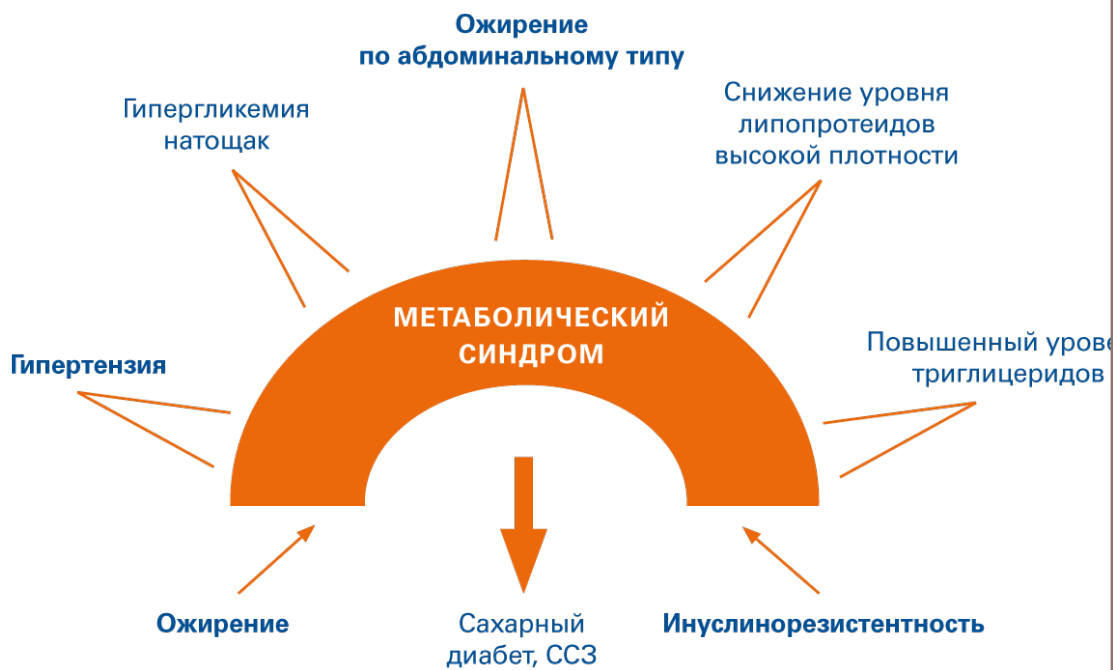 Ожирение
по абдоминальному типу
Гипергликемия
натощак
Снижение уровня
липопротеидов
высокой плотности
МЕТАБОЛИЧЕСКИЙ
СИНДРОМ
Гипертензия
Повышенный
триглицеридов
Ожирение
Сахарный
диабет, ССЗ
Инуслинорезистентность